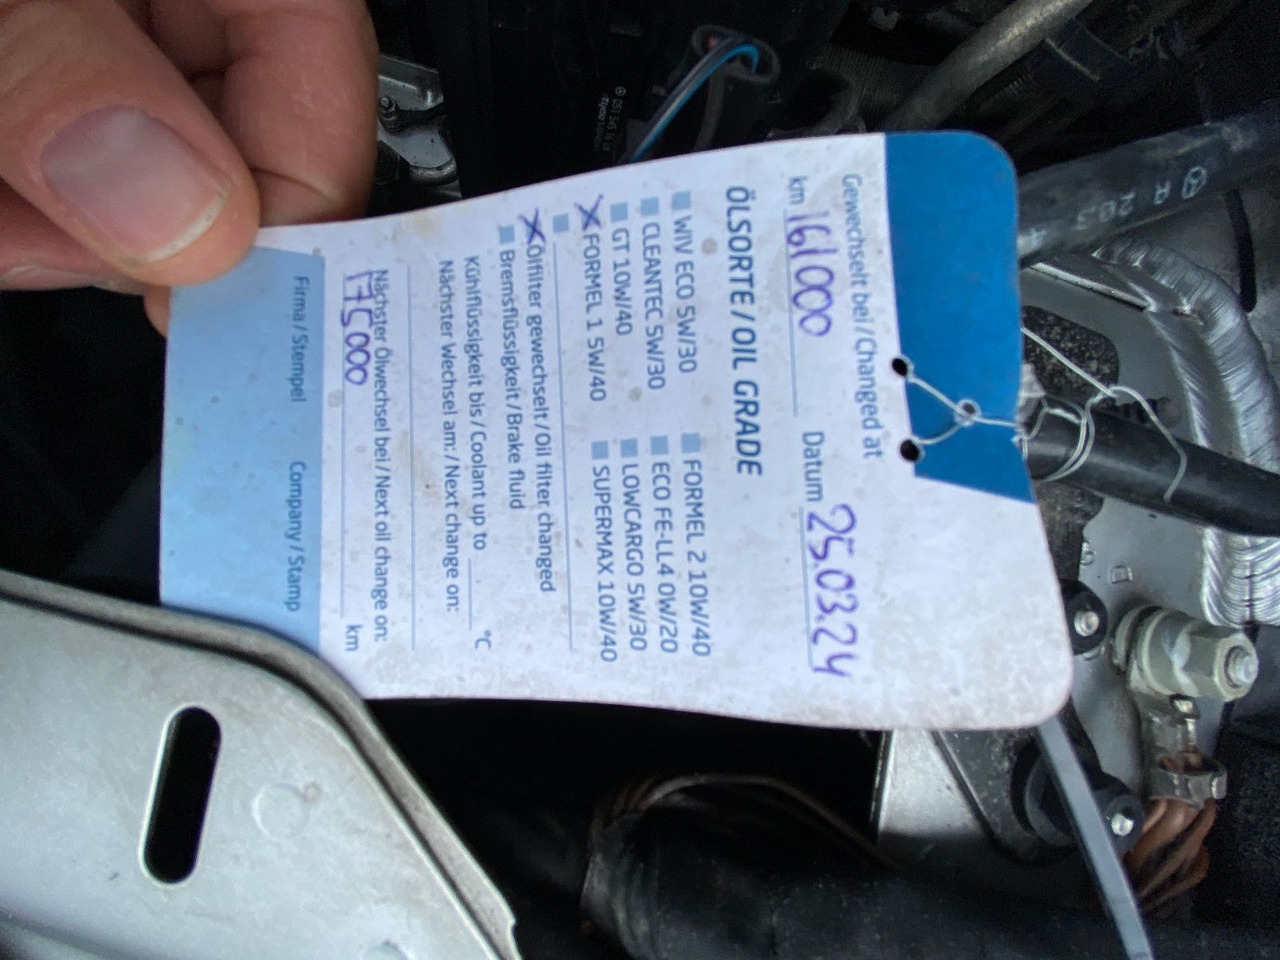 Gewechselt bei / Changed at
km 161000 Datum 25.03.24
ÖLSORTE / OIL GRADE
WIV ECO 5W/30 FORMEL 2 10W/40
CLEANTEC 5W/30 ECO FE-LL4 0W/20
GT 10W/40 LOWCARGO 5W/30
X FORMEL 1 5W/40 SUPERMAX 10W/40
X Ölfilter gewechselt / Oil filter changed
Bremsflüssigkeit / Brake fluid
Kühlflüssigkeit bis / Coolant up to °C
Nächster Wechsel am: / Next change on:
Nächster Ölwechsel bei / Next oil change on:
175000 km
Firma / Stempel Company / Stamp
A 203